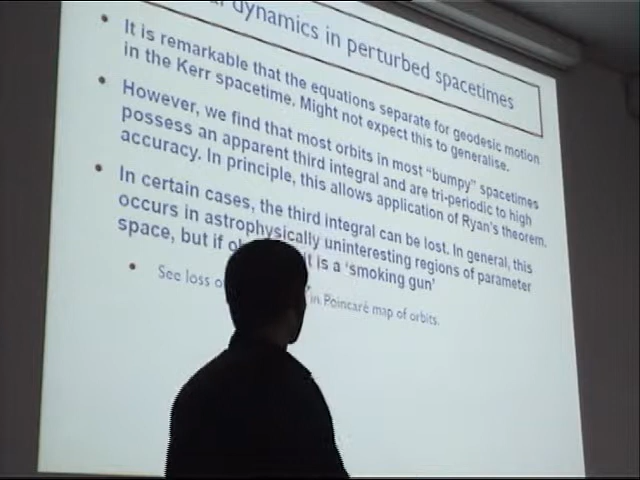 dynamics in perturbed spacetimes
• It is remarkable that the equations separate for geodesic motion
in the Kerr spacetime. Might not expect this to generalise.
• However, we find that most orbits in most "bumpy" spacetimes
possess an apparent third integral and are tri-periodic to high
accuracy. In principle, this allows application of Ryan's theorem.
• In certain cases, the third integral can be lost. In general, this
occurs in astrophysically uninteresting regions of parameter
space, but if is a 'smoking gun'
• See loss in Poincaré map of orbits.